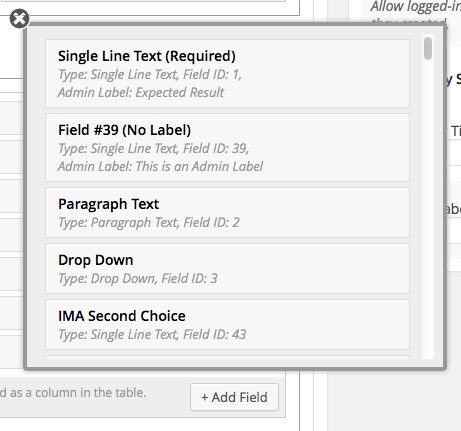 Allow logged-in
they created.
Single Line Text (Required)
Type: Single Line Text, Field ID: 1,
Admin Label: Expected Result
Field #39 (No Label)
Type: Single Line Text, Field ID: 39,
Admin Label: This is an Admin Label
Paragraph Text
Type: Paragraph Text, Field ID: 2
Drop Down
Type: Drop Down, Field ID: 3
IMA Second Choice
Type: Single Line Text, Field ID: 43
y S
Ti
abe
d as a column in the table.
+ Add Field